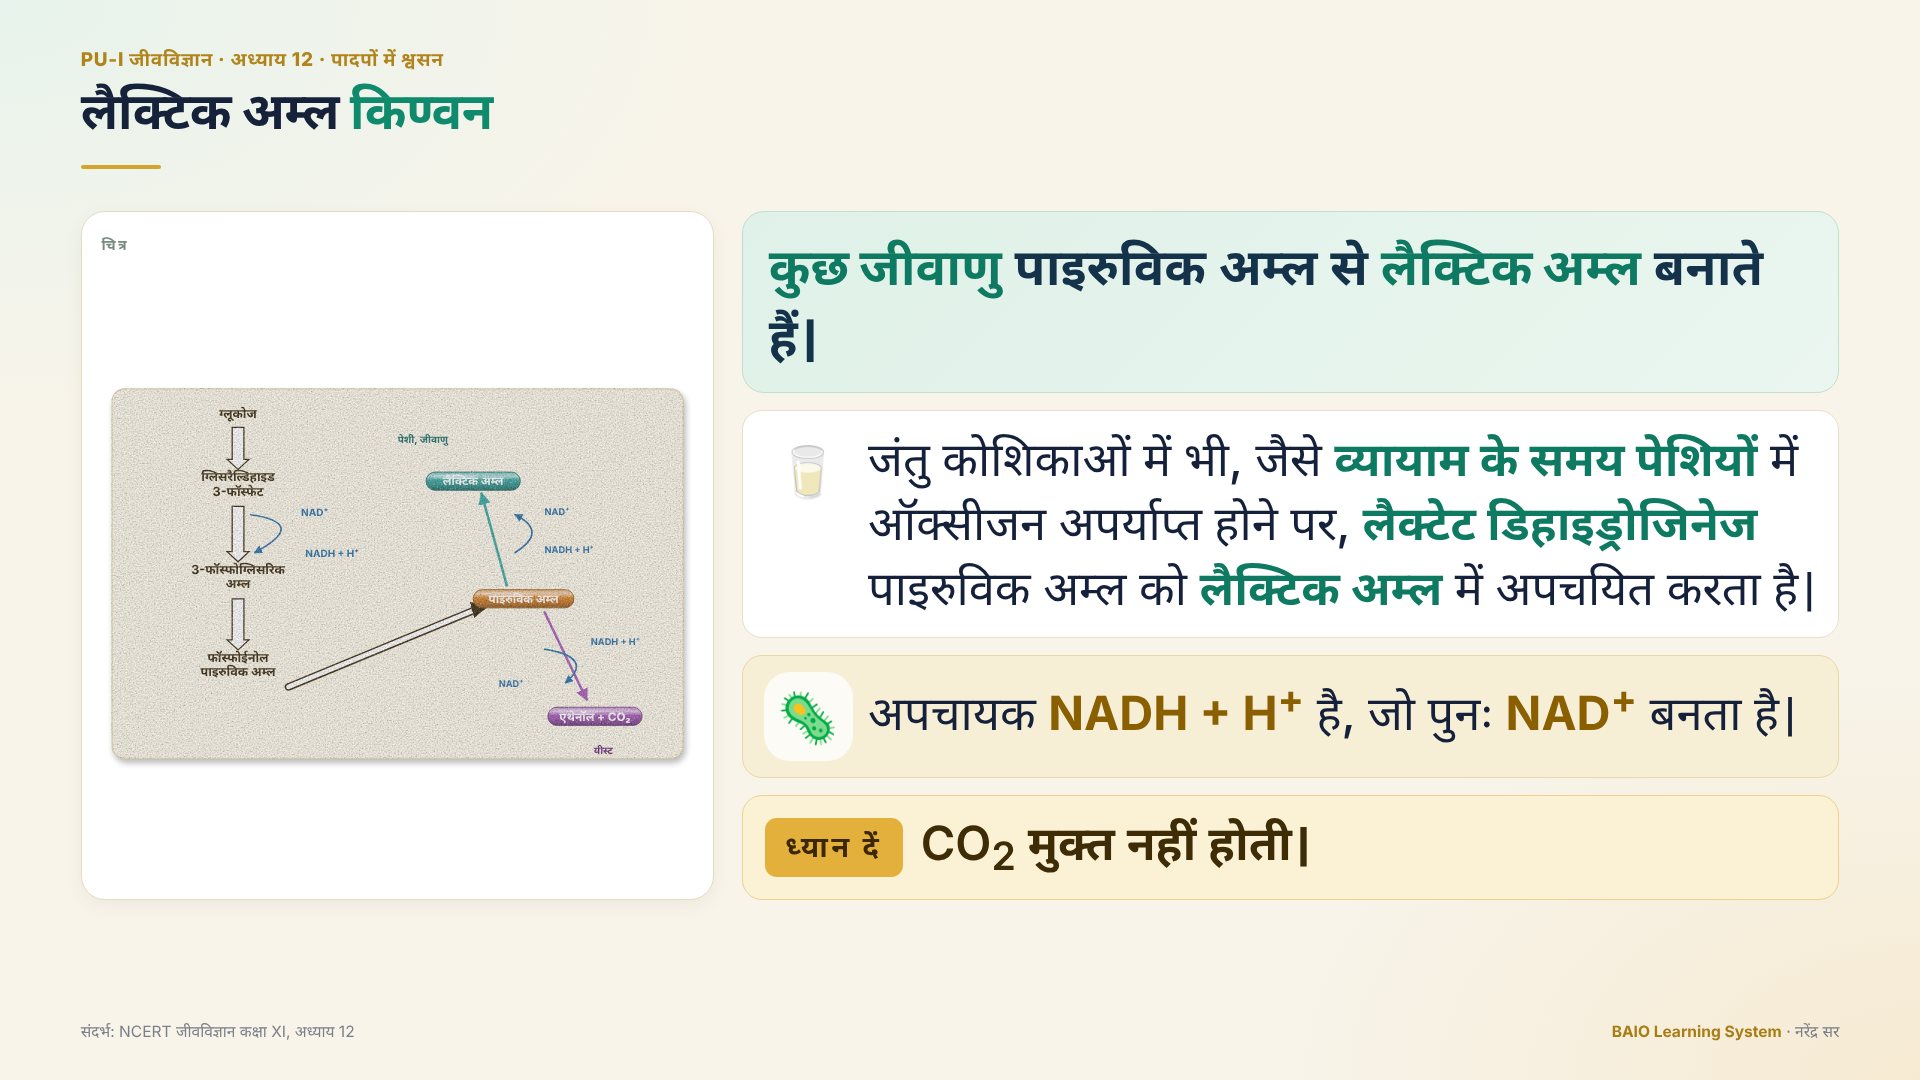 PU-I जीवविज्ञान · अध्याय 12 · पादपों में श्वसन
लैक्टिक अम्ल किण्वन
चित्र
ग्लूकोज
ग्लिसरैल्डिहाइड
3-फॉस्फेट
NAD⁺
NADH + H⁺
3-फॉस्फोग्लिसरिक
अम्ल
फॉस्फोईनोल
पाइरुविक अम्ल
पेशी, जीवाणु
लैक्टिक अम्ल
NAD⁺
NADH + H⁺
पाइरुविक अम्ल
NADH + H⁺
NAD⁺
एथेनॉल + CO₂
यीस्ट
कुछ जीवाणु पाइरुविक अम्ल से लैक्टिक अम्ल बनाते
हैं|
जंतु कोशिकाओं में भी, जैसे व्यायाम के समय पेशियों में
ऑक्सीजन अपर्याप्त होने पर, लैक्टेट डिहाइड्रोजिनेज
पाइरुविक अम्ल को लैक्टिक अम्ल में अपचयित करता है|
अपचायक NADH + H⁺ है, जो पुनः NAD⁺ बनता है|
ध्यान दें CO₂ मुक्त नहीं होती|
संदर्भ: NCERT जीवविज्ञान कक्षा XI, अध्याय 12
BAIO Learning System · नरेंद्र सर